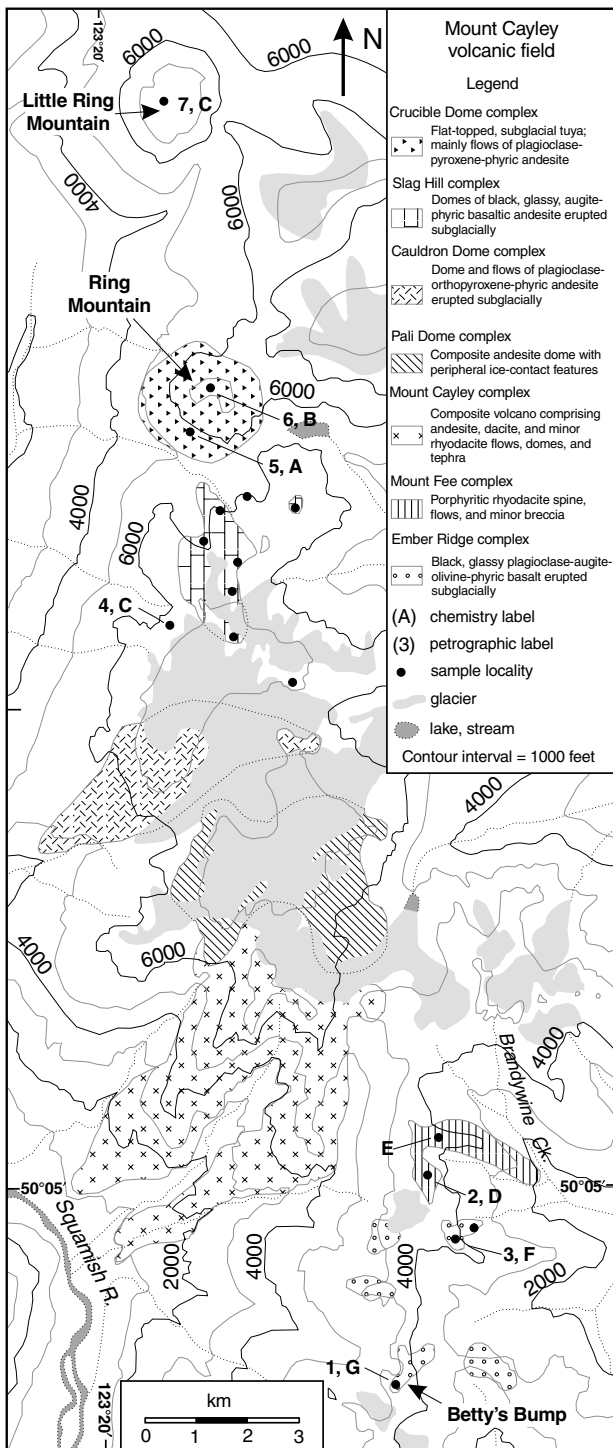 Mount Cayley
volcanic field
Legend
Crucible Dome complex
Flat-topped, subglacial tuya;
mainly flows of plagioclase-
pyroxene-phyric andesite
Slag Hill complex
Domes of black, glassy, augite-
phyric basaltic andesite erupted
subglacially
Cauldron Dome complex
Dome and flows of plagioclase-
orthopyroxene-phyric andesite
erupted subglacially
Pali Dome complex
Composite andesite dome with
peripheral ice-contact features
Mount Cayley complex
Composite volcano comprising
andesite, dacite, and minor
rhyodacite flows, domes, and
tephra
Mount Fee complex
Porphyritic rhyodacite spine,
flows, and minor breccia
Ember Ridge complex
Black, glassy plagioclase-augite-
olivine-phyric basalt erupted
subglacially
(A) chemistry label
(3) petrographic label
sample locality
glacier
lake, stream
Contour interval = 1000 feet
123°20'
6000
6000
N
Little Ring
Mountain
7, C
4000
6000
Ring
Mountain
6000
6, B
5, A
4000
6000
4, C
4000
4000
6000
4000
Brandywine Ck.
E
50°05'
50°05'
2, D
Squamish R.
3, F
2000
4000
4000
2000
1, G
Betty's Bump
123°20'
km
0 1 2 3